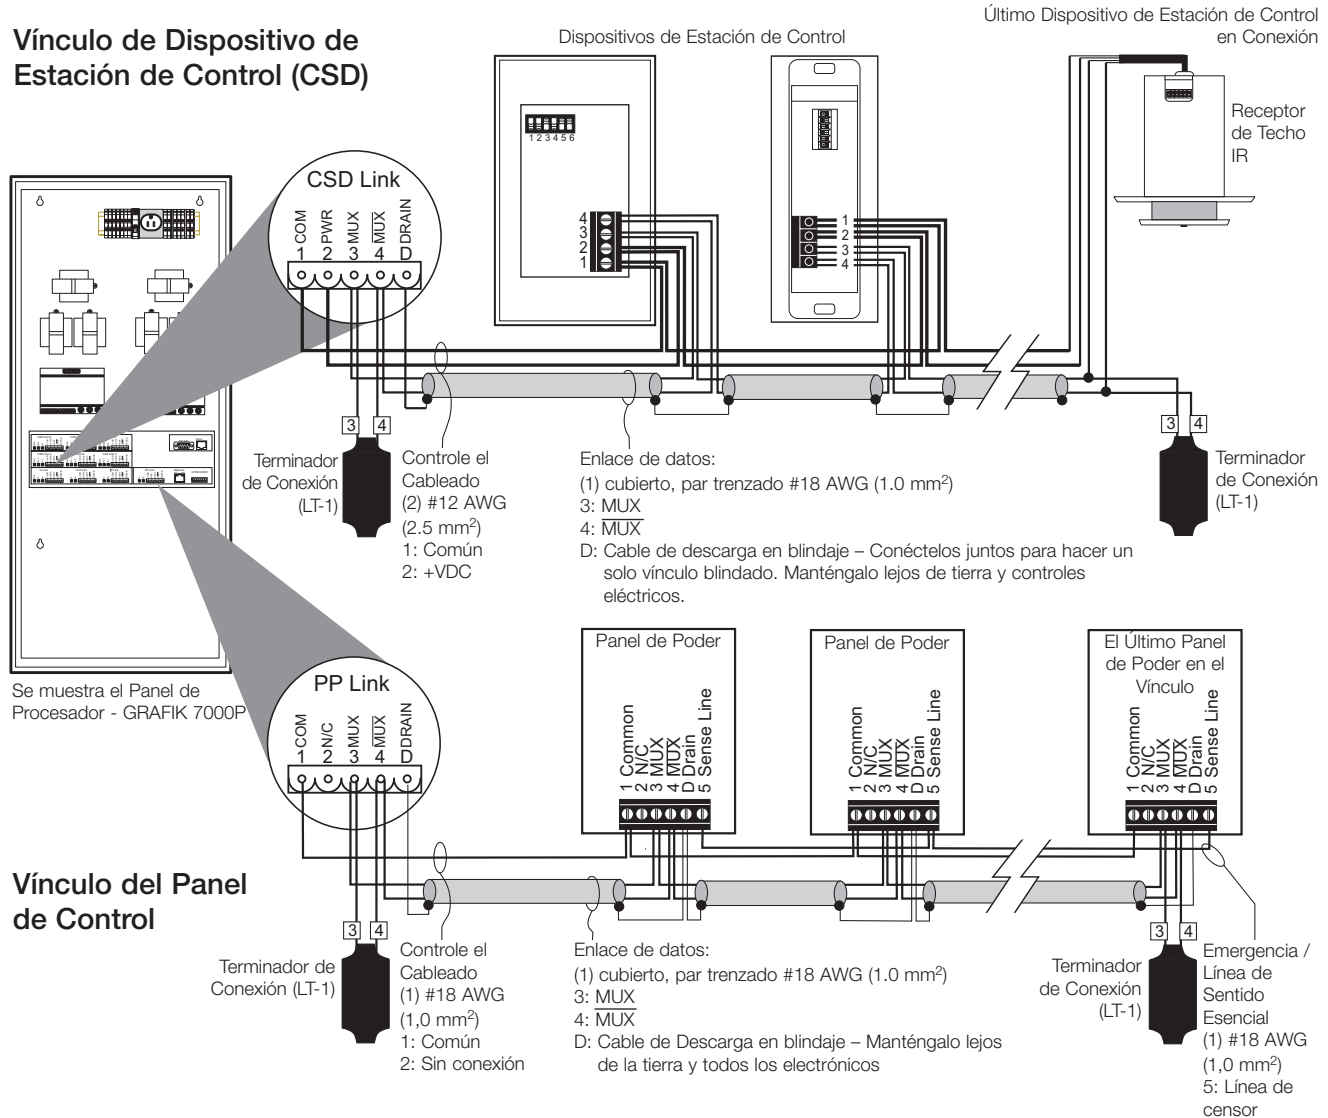 Vínculo de Dispositivo de
Estación de Control (CSD)
Dispositivos de Estación de Control
Último Dispositivo de Estación de Control
en Conexión
Receptor
de Techo
IR
1 2 3 4 5 6
CSD Link
1 COM
2 PWR
3 MUX
4 M̅U̅X̅
D DRAIN
4
3
2
1
1
2
3
4
3 4
Terminador
de Conexión
(LT-1)
Controle el
Cableado
(2) #12 AWG
(2.5 mm²)
1: Común
2: +VDC
Enlace de datos:
(1) cubierto, par trenzado #18 AWG (1.0 mm²)
3: MUX
4: M̅U̅X̅
D: Cable de descarga en blindaje – Conéctelos juntos para hacer un
solo vínculo blindado. Manténgalo lejos de tierra y controles
eléctricos.
3 4
Terminador
de Conexión
(LT-1)
Se muestra el Panel de
Procesador - GRAFIK 7000P
PP Link
1 COM
2 N/C
3 MUX
4 M̅U̅X̅
D DRAIN
Panel de Poder
1 Common
2 N/C
3 MUX
4 M̅U̅X̅
D Drain
5 Sense Line
Panel de Poder
1 Common
2 N/C
3 MUX
4 M̅U̅X̅
D Drain
5 Sense Line
El Último Panel
de Poder en el
Vínculo
1 Common
2 N/C
3 MUX
4 M̅U̅X̅
D Drain
5 Sense Line
Vínculo del Panel
de Control
3 4
Terminador de
Conexión (LT-1)
Controle el
Cableado
(1) #18 AWG
(1,0 mm²)
1: Común
2: Sin conexión
Enlace de datos:
(1) cubierto, par trenzado #18 AWG (1.0 mm²)
3: MUX
4: M̅U̅X̅
D: Cable de Descarga en blindaje – Manténgalo lejos
de la tierra y todos los electrónicos
3 4
Terminador
de Conexión
(LT-1)
Emergencia /
Línea de
Sentido
Esencial
(1) #18 AWG
(1,0 mm²)
5: Línea de
censor